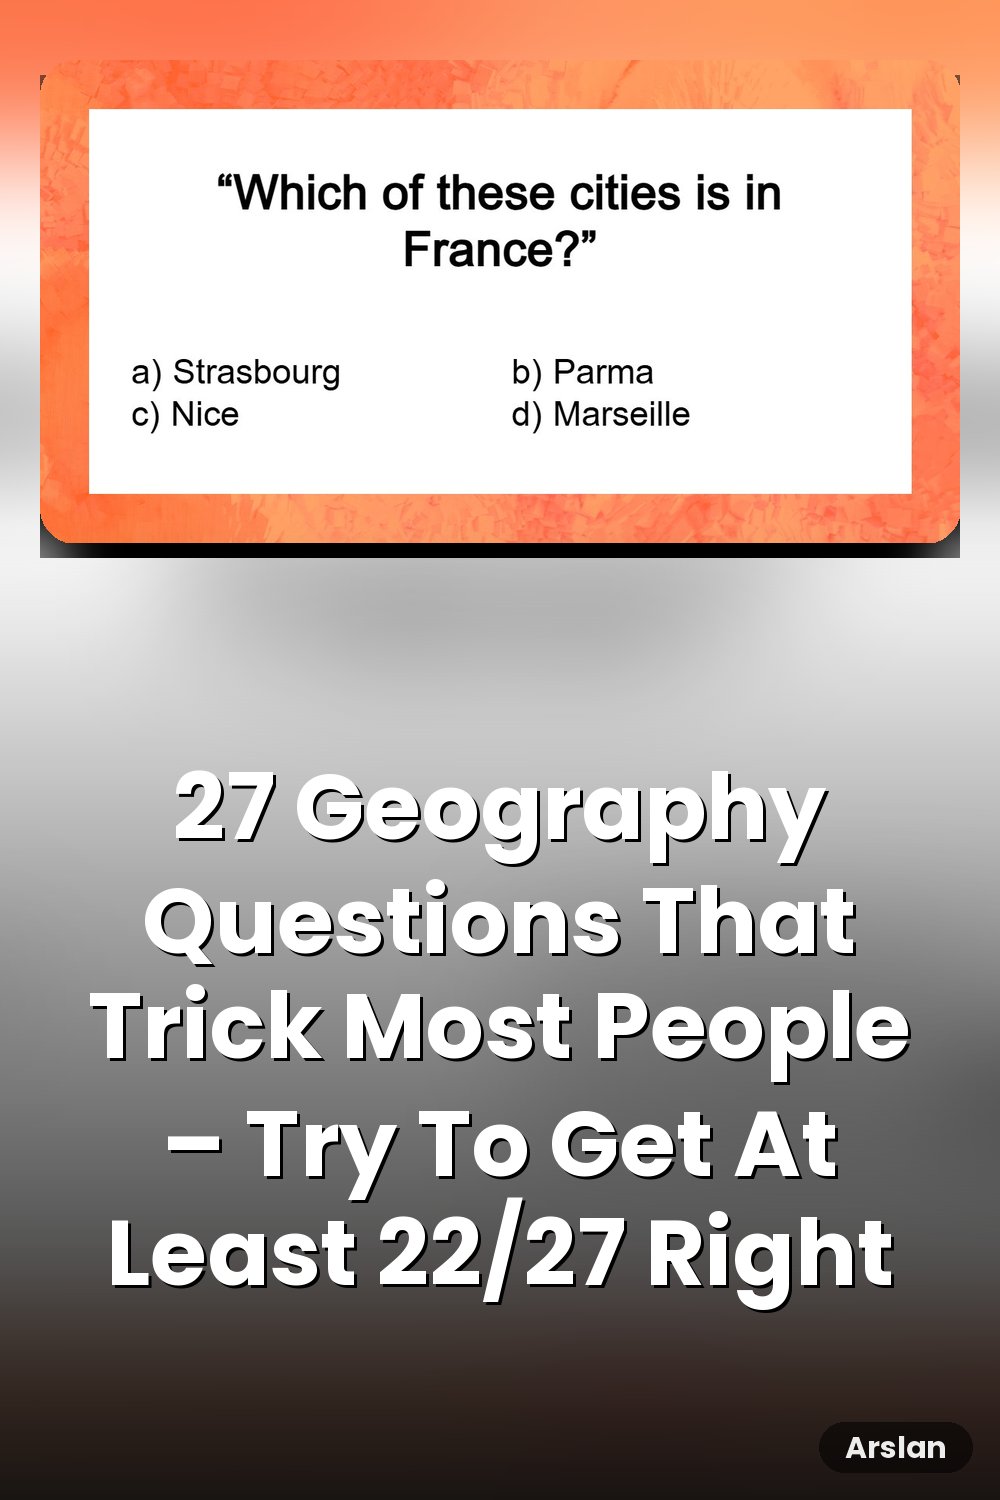 “Which of these cities is in
France?”
a) Strasbourg b) Parma
c) Nice d) Marseille
27 Geography
Questions That
Trick Most People
– Try To Get At
Least 22/27 Right
Arslan